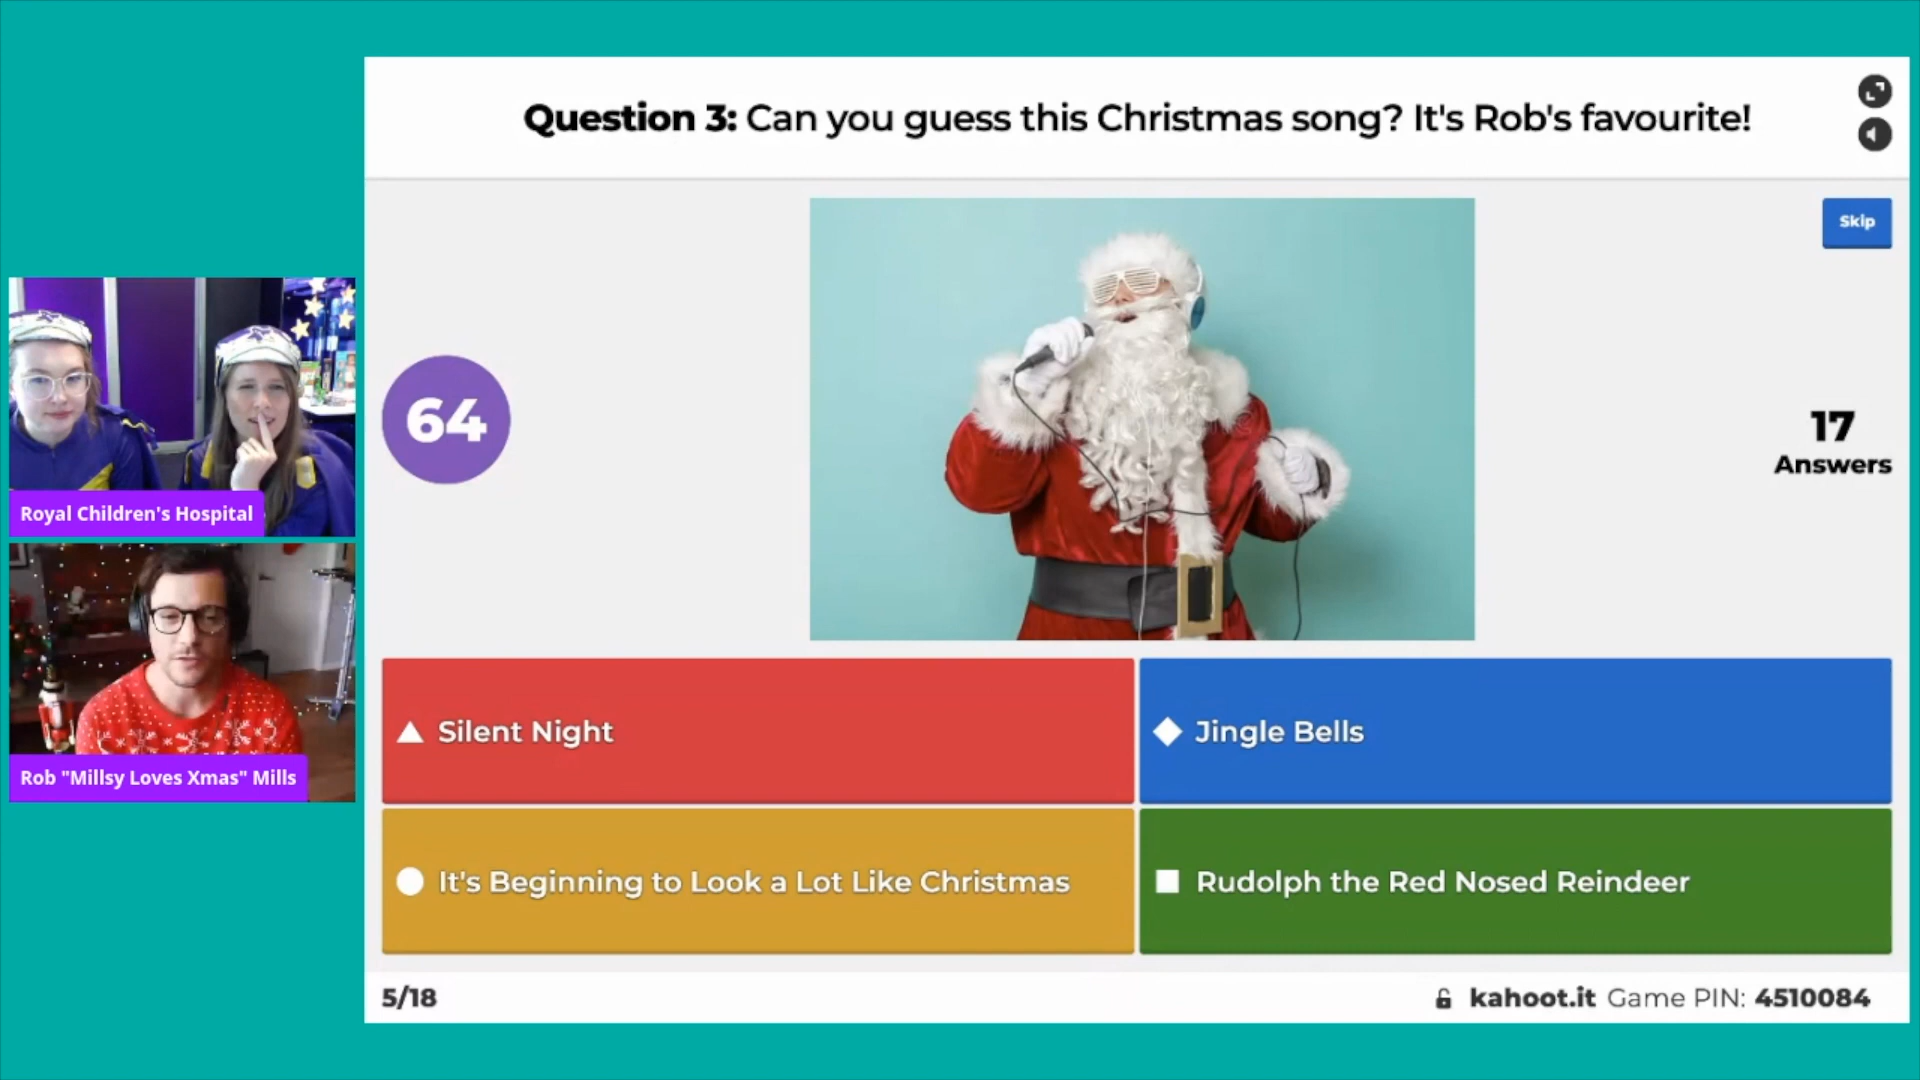 Question 3: Can you guess this Christmas song? It's Rob's favourite!
Skip
64
17
Answers
Royal Children's Hospital
Rob "Millsy Loves Xmas" Mills
Silent Night
Jingle Bells
It's Beginning to Look a Lot Like Christmas
Rudolph the Red Nosed Reindeer
5/18
kahoot.it Game PIN: 4510084